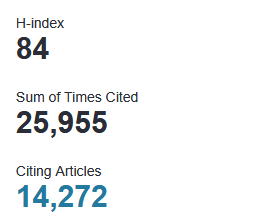 H-index
84
Sum of Times Cited
25,955
Citing Articles
14,272